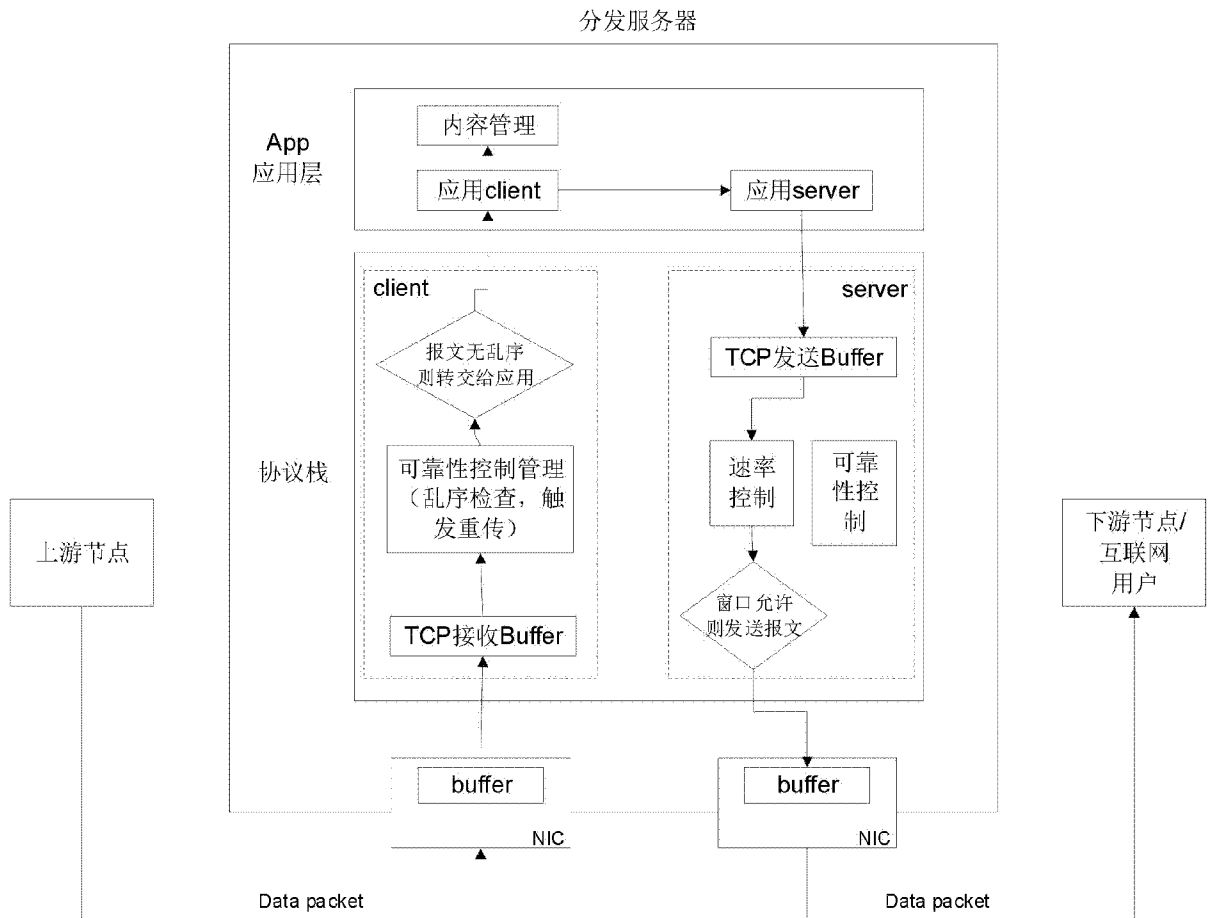 分发服务器
App
应用层
内容管理
应用client
应用server
client
server
报文无乱序
则转交给应用
TCP发送Buffer
协议栈
可靠性控制管理
（乱序检查，触
发重传）
速率
控制
可靠
性控
制
上游节点
下游节点/
互联网
用户
窗口允许
则发送报文
TCP接收Buffer
buffer
NIC
buffer
NIC
Data packet
Data packet